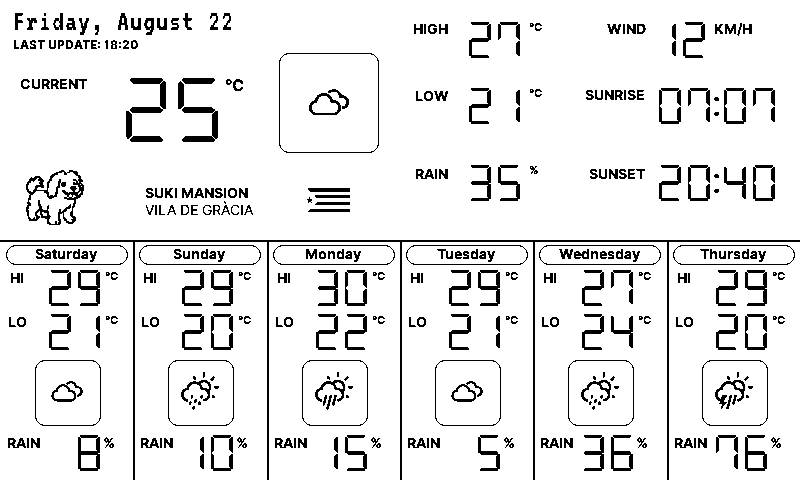 Friday, August 22
LAST UPDATE: 18:20
CURRENT 25 °C
HIGH 27 °C
WIND 12 KM/H
LOW 21 °C
SUNRISE 07:07
RAIN 35 %
SUNSET 20:40
SUKI MANSION
VILA DE GRÀCIA
Saturday
HI 29 °C
LO 21 °C
RAIN 8 %
Sunday
HI 29 °C
LO 20 °C
RAIN 10 %
Monday
HI 30 °C
LO 22 °C
RAIN 15 %
Tuesday
HI 29 °C
LO 21 °C
RAIN 5 %
Wednesday
HI 27 °C
LO 24 °C
RAIN 36 %
Thursday
HI 29 °C
LO 20 °C
RAIN 76 %